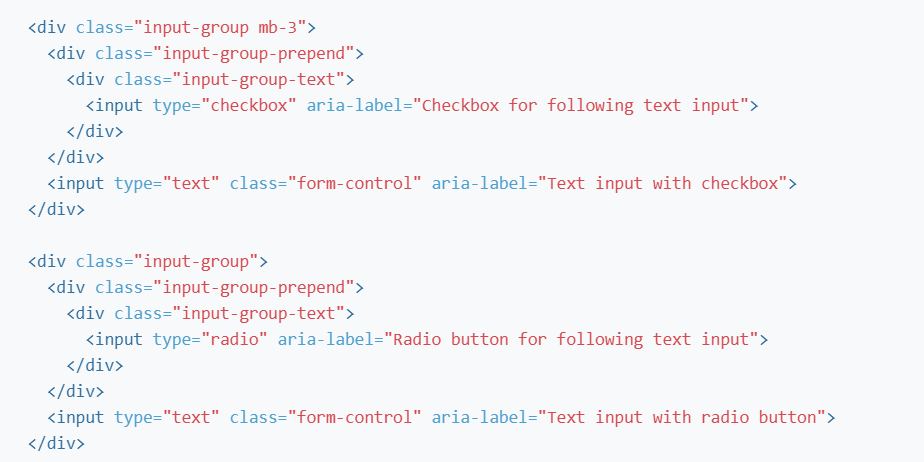 <div class="input-group mb-3">
  <div class="input-group-prepend">
    <div class="input-group-text">
      <input type="checkbox" aria-label="Checkbox for following text input">
    </div>
  </div>
  <input type="text" class="form-control" aria-label="Text input with checkbox">
</div>

<div class="input-group">
  <div class="input-group-prepend">
    <div class="input-group-text">
      <input type="radio" aria-label="Radio button for following text input">
    </div>
  </div>
  <input type="text" class="form-control" aria-label="Text input with radio button">
</div>